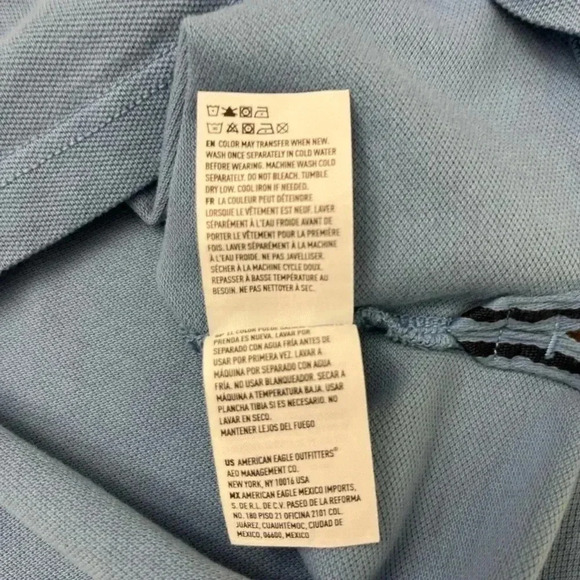 EN COLOR MAY TRANSFER WHEN NEW.
WASH ONCE SEPARATELY IN COLD WATER
BEFORE WEARING. MACHINE WASH COLD
SEPARATELY. DO NOT BLEACH. TUMBLE
DRY LOW. COOL IRON IF NEEDED.
FR LA COULEUR PEUT DÉTEINDRE
LORSQUE LE VÊTEMENT EST NEUF. LAVER
SÉPARÉMENT À L'EAU FROIDE AVANT DE
PORTER LE VÊTEMENT POUR LA PREMIÈRE
FOIS. LAVER SÉPARÉMENT À LA MACHINE
À L'EAU FROIDE. NE PAS JAVELLISER.
SÉCHER À LA MACHINE CYCLE DOUX.
REPASSER À BASSE TEMPÉRATURE AU
BESOIN. NE PAS NETTOYER À SEC.
EL COLOR PUEDE
PRENDA ES NUEVA. LAVAR POR
SEPARADO CON AGUA FRÍA ANTES DE
USAR POR PRIMERA VEZ. LAVAR A
MÁQUINA POR SEPARADO CON AGUA
FRÍA. NO USAR BLANQUEADOR. SECAR A
MÁQUINA A TEMPERATURA BAJA. USAR
PLANCHA TIBIA SI ES NECESARIO. NO
LAVAR EN SECO.
MANTENER LEJOS DEL FUEGO
US AMERICAN EAGLE OUTFITTERS®
AEO MANAGEMENT CO.
NEW YORK, NY 10016 USA
MX AMERICAN EAGLE MEXICO IMPORTS,
S. DE R.L. DE C.V. PASEO DE LA REFORMA
NO. 180 PISO 21 OFICINA 2101 COL.
JUÁREZ, CUAUHTEMOC, CIUDAD DE
MEXICO, 06600, MEXICO